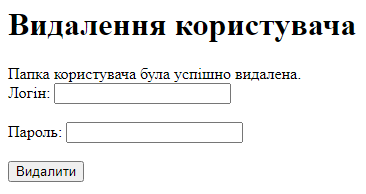 Видалення користувача
Папка користувача була успішно видалена.
Логін:
Пароль:
Видалити